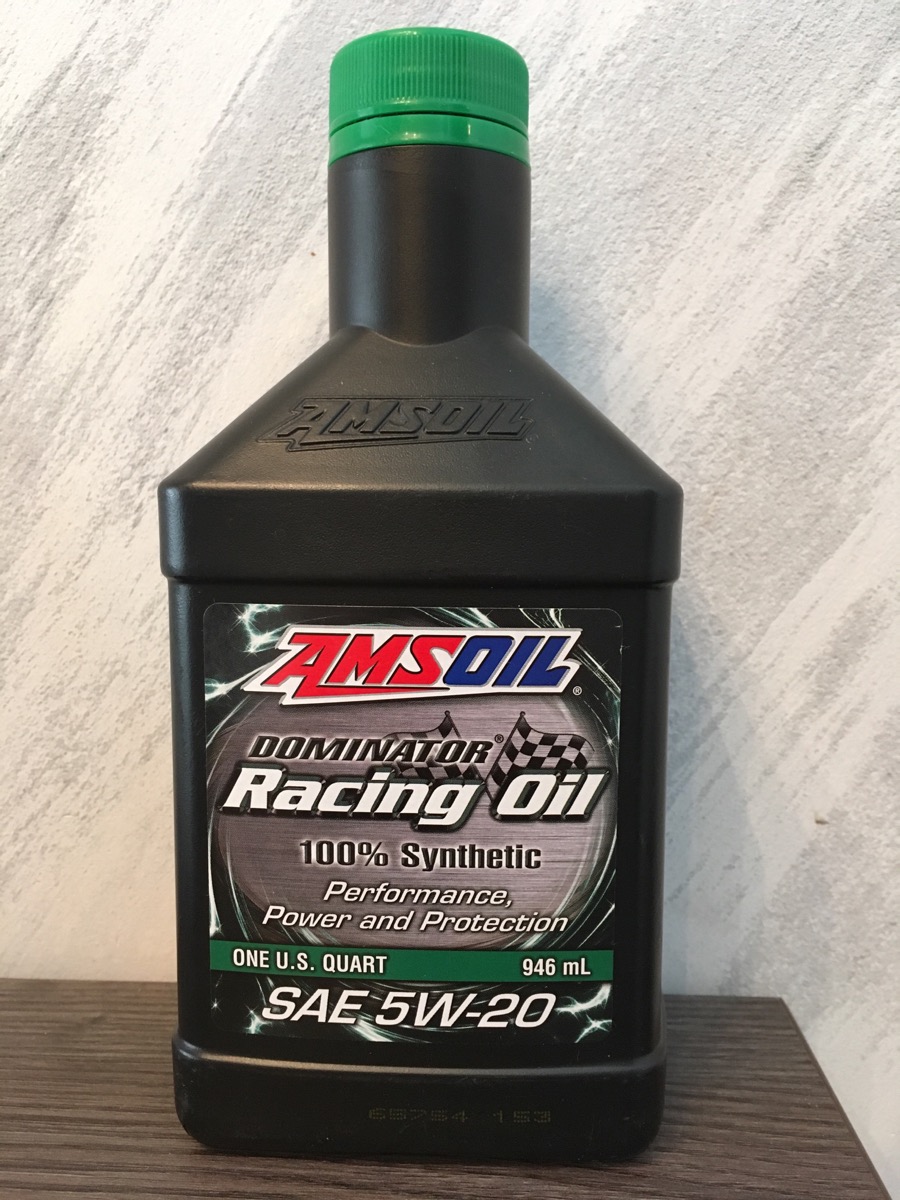 AMSOIL
AMSOIL®
DOMINATOR®
Racing Oil
100% Synthetic
Performance,
Power and Protection
ONE U.S. QUART 946 mL
SAE 5W-20